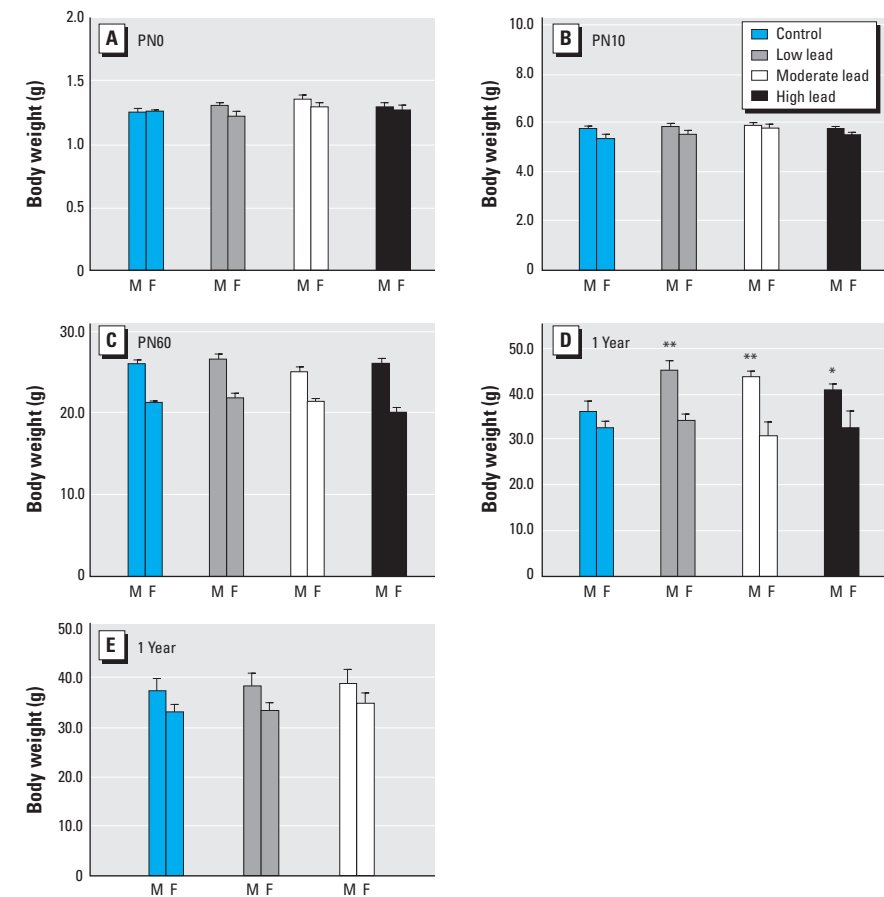 A PN0
Body weight (g)
2.0
1.5
1.0
0.5
0
M F M F M F M F
B PN10
Control
Low lead
Moderate lead
High lead
Body weight (g)
10.0
8.0
6.0
4.0
2.0
0
M F M F M F M F
C PN60
Body weight (g)
30.0
20.0
10.0
0
M F M F M F M F
D 1 Year
** ** *
Body weight (g)
50.0
40.0
30.0
20.0
10.0
0
M F M F M F M F
E 1 Year
Body weight (g)
50.0
40.0
30.0
20.0
10.0
0
M F M F M F